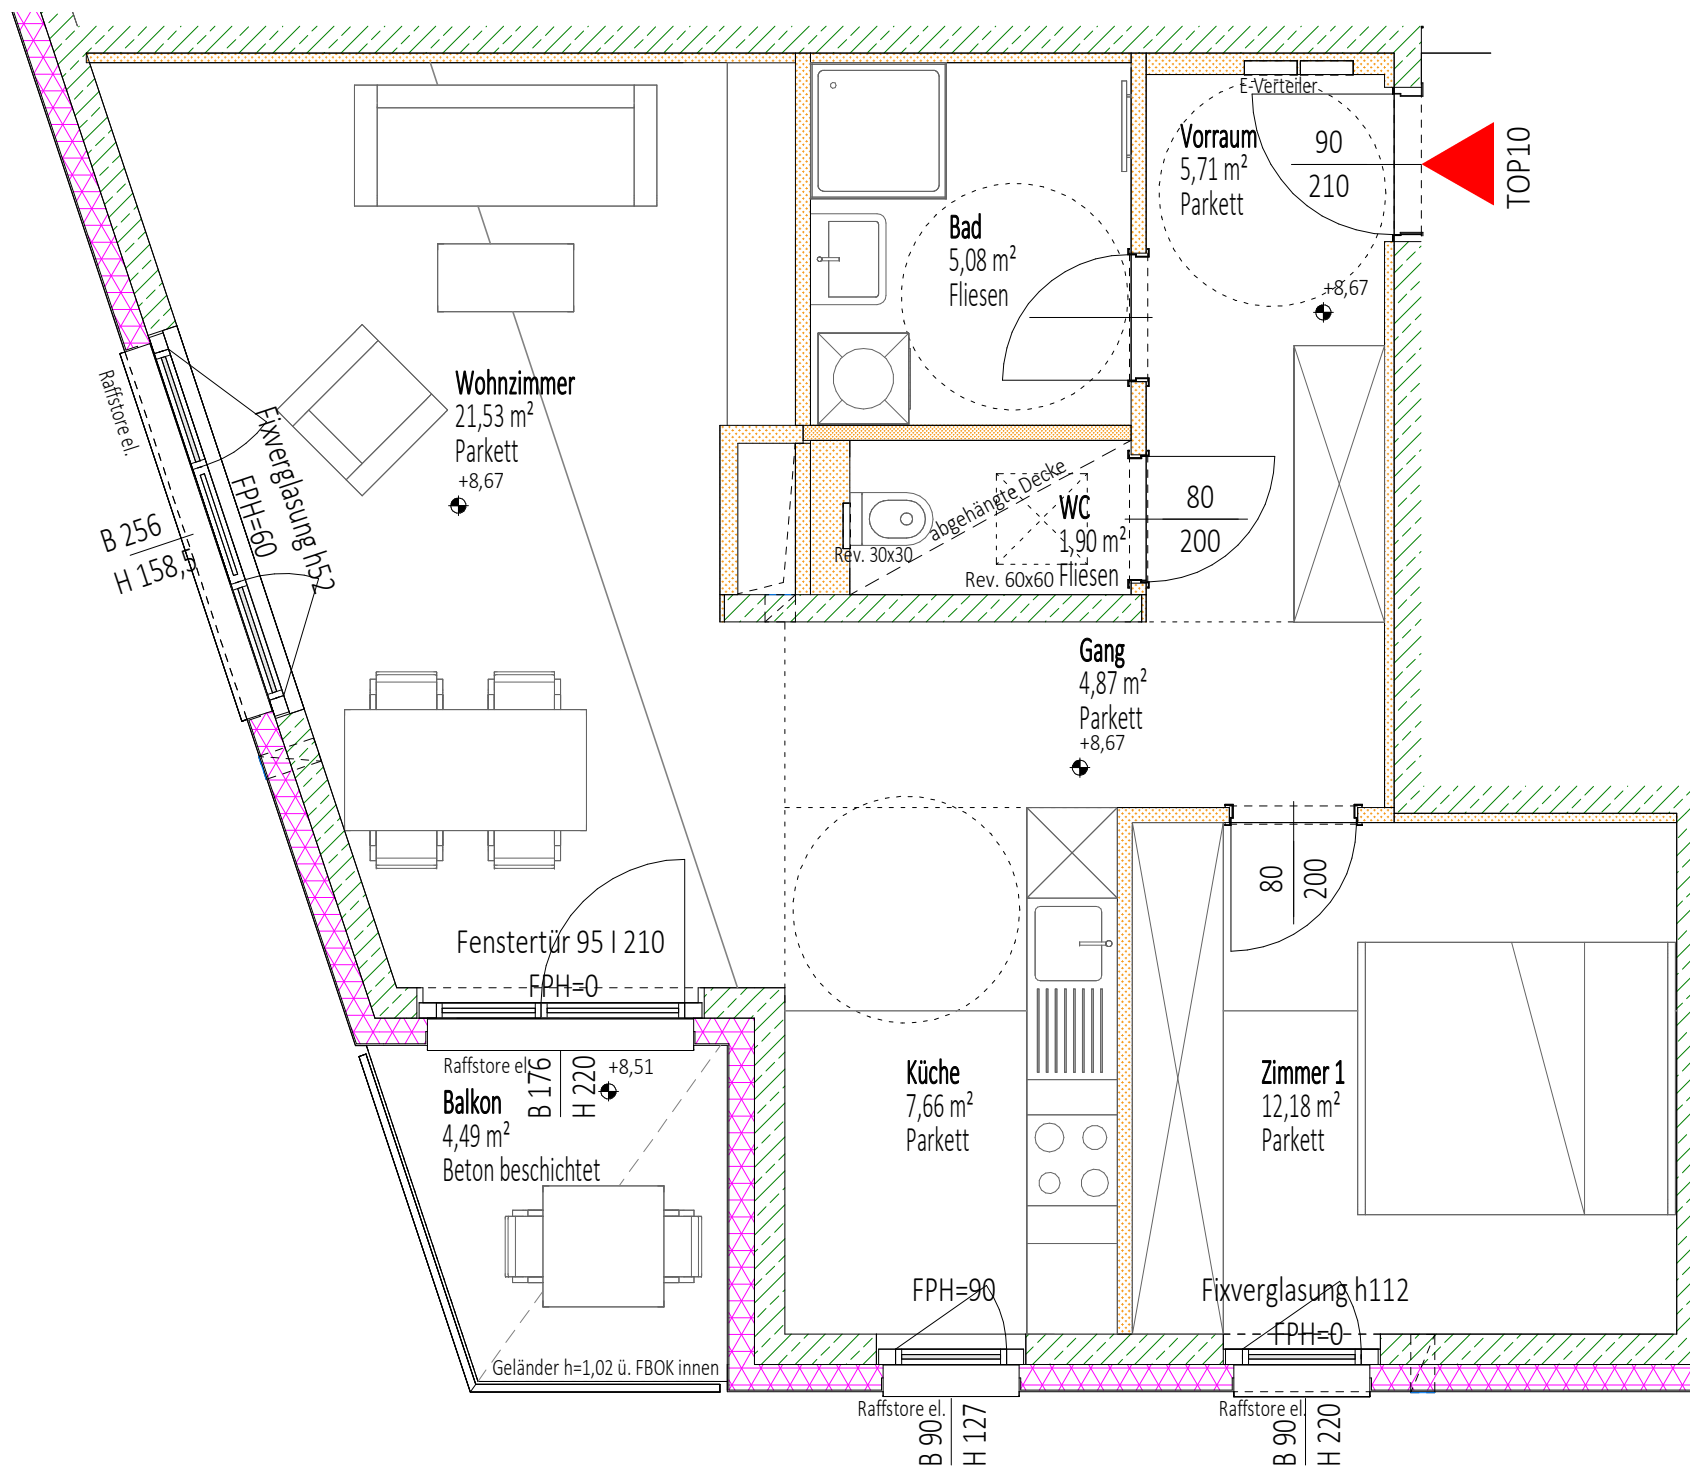 E-Verteiler
Vorraum
5,71 m²
Parkett
90
210
TOP10
+8,67
Bad
5,08 m²
Fliesen
Wohnzimmer
21,53 m²
Parkett
+8,67
Raffstore el.
Fixverglasung h52
FPH=60
B 256
H 158,5
abgehängte Decke
WC
1,90 m²
Fliesen
Rev. 30x30
Rev. 60x60
80
200
Gang
4,87 m²
Parkett
+8,67
80
200
Fenstertür 95 I 210
FPH=0
Raffstore el.
B 176
H 220
+8,51
Balkon
4,49 m²
Beton beschichtet
Küche
7,66 m²
Parkett
Zimmer 1
12,18 m²
Parkett
FPH=90
Fixverglasung h112
FPH=0
Geländer h=1,02 ü. FBOK innen
Raffstore el.
B 90
H 127
Raffstore el.
B 90
H 220